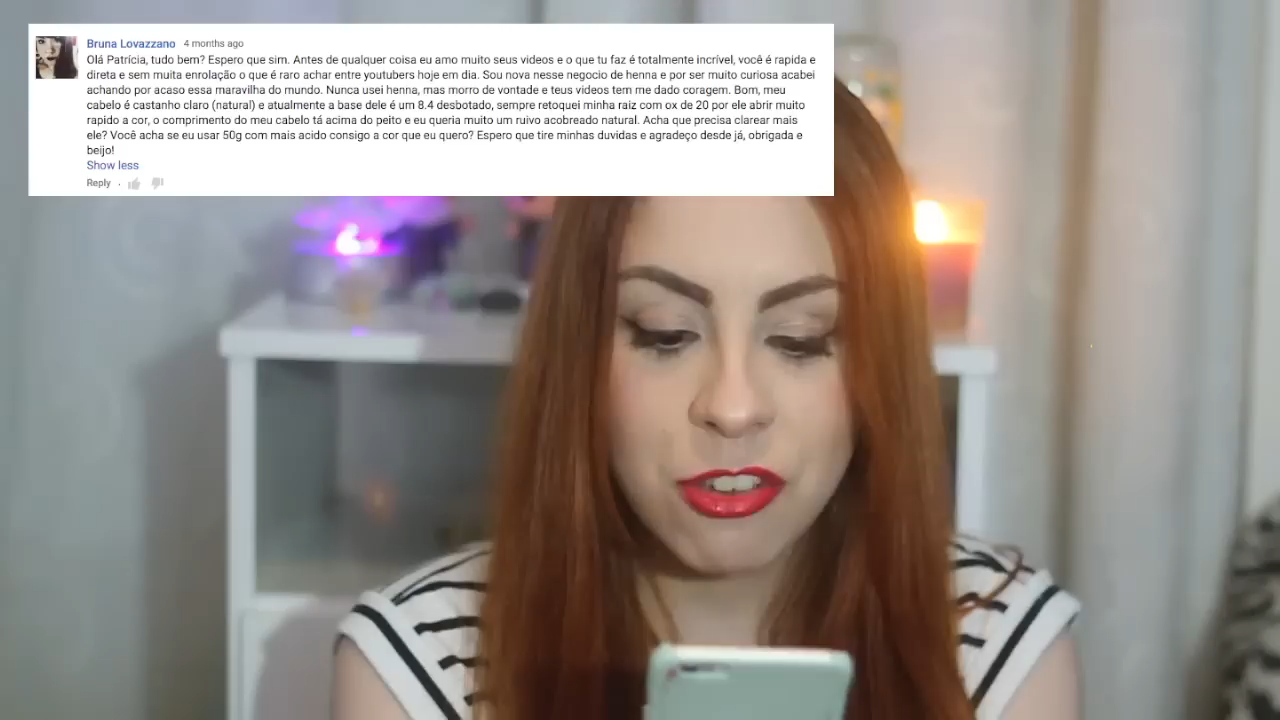 Bruna Lovazzano 4 months ago
Olá Patrícia, tudo bem? Espero que sim. Antes de qualquer coisa eu amo muito seus videos e o que tu faz é totalmente incrível, você é rapida e
direta e sem muita enrolação o que é raro achar entre youtubers hoje em dia. Sou nova nesse negocio de henna e por ser muito curiosa acabei
achando por acaso essa maravilha do mundo. Nunca usei henna, mas morro de vontade e teus videos tem me dado coragem. Bom, meu
cabelo é castanho claro (natural) e atualmente a base dele é um 8.4 desbotado, sempre retoquei minha raiz com ox de 20 por ele abrir muito
rapido a cor, o comprimento do meu cabelo tá acima do peito e eu queria muito um ruivo acobreado natural. Acha que precisa clarear mais
ele? Você acha se eu usar 50g com mais acido consigo a cor que eu quero? Espero que tire minhas duvidas e agradeço desde já, obrigada e
beijo!
Show less
Reply .